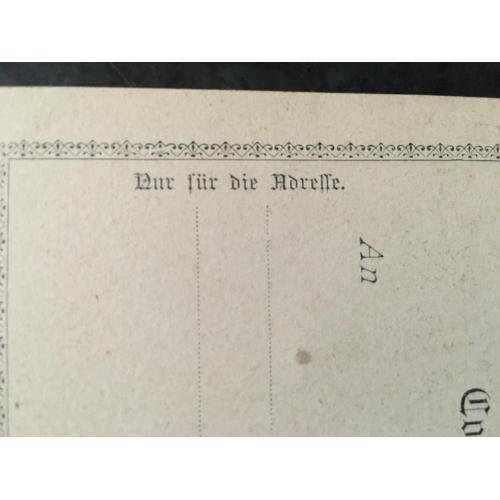 Nur für die Adresse.
An